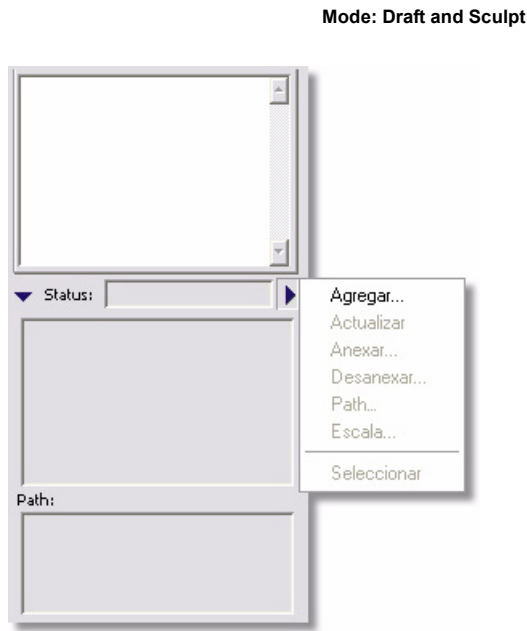 Mode: Draft and Sculpt
Status:
Agregar...
Actualizar
Anexar...
Desanexar...
Path...
Escala...
Seleccionar
Path: